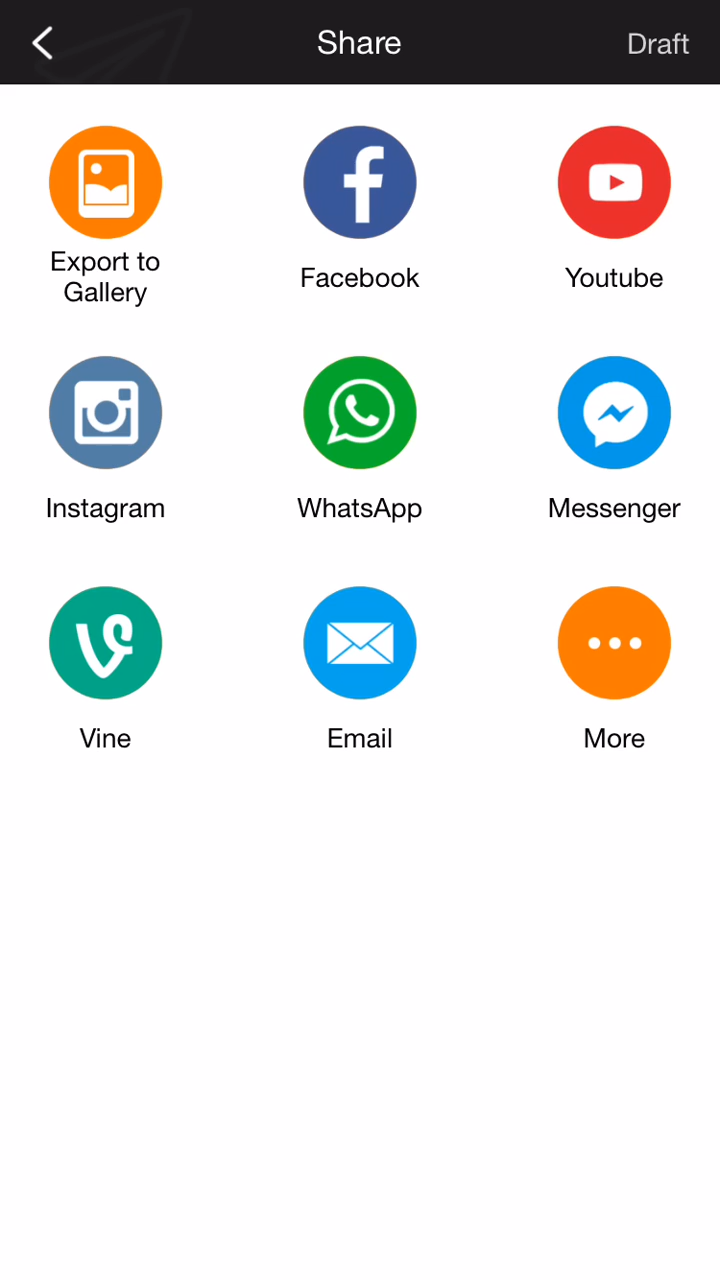 Share
Draft
Export to
Gallery
Facebook
Youtube
Instagram
WhatsApp
Messenger
Vine
Email
More